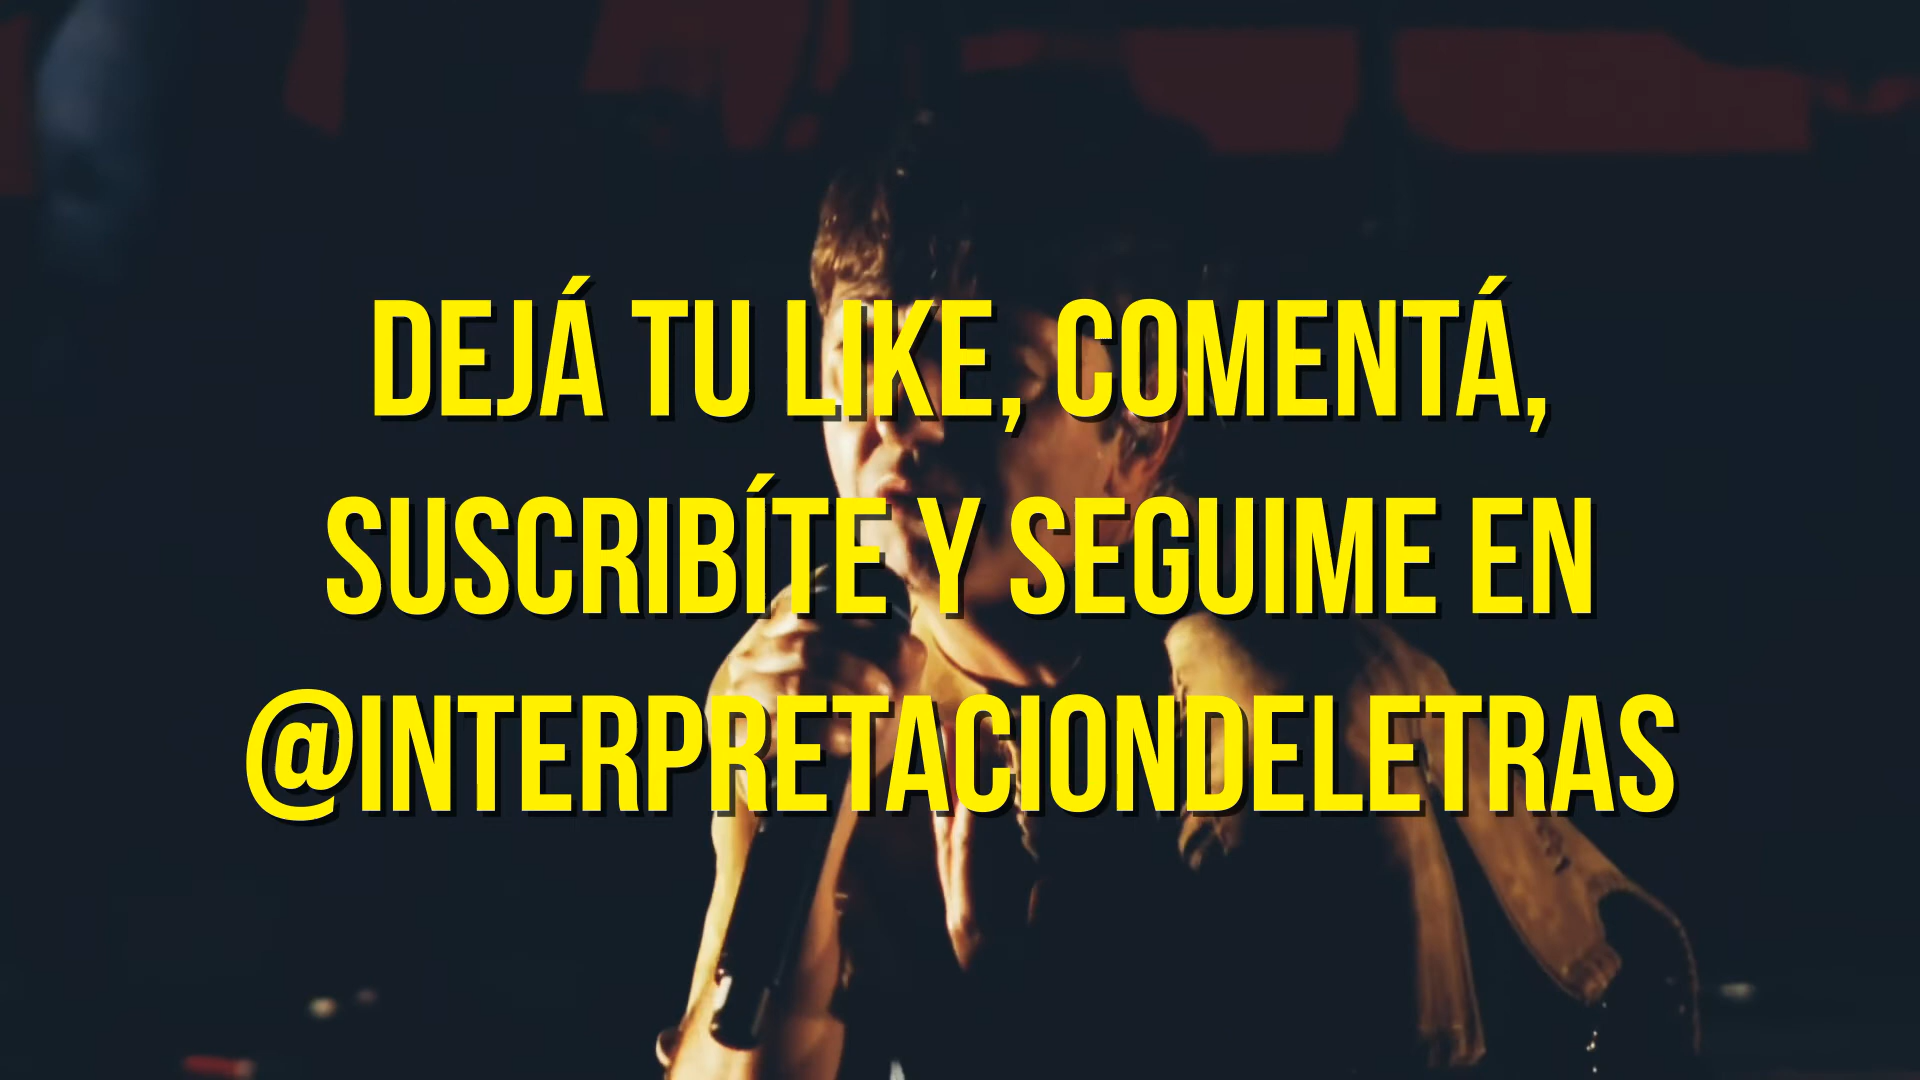 DEJÁ TU LIKE, COMENTÁ,
SUSCRIBÍTE Y SEGUIME EN
@INTERPRETACIONDELETRAS